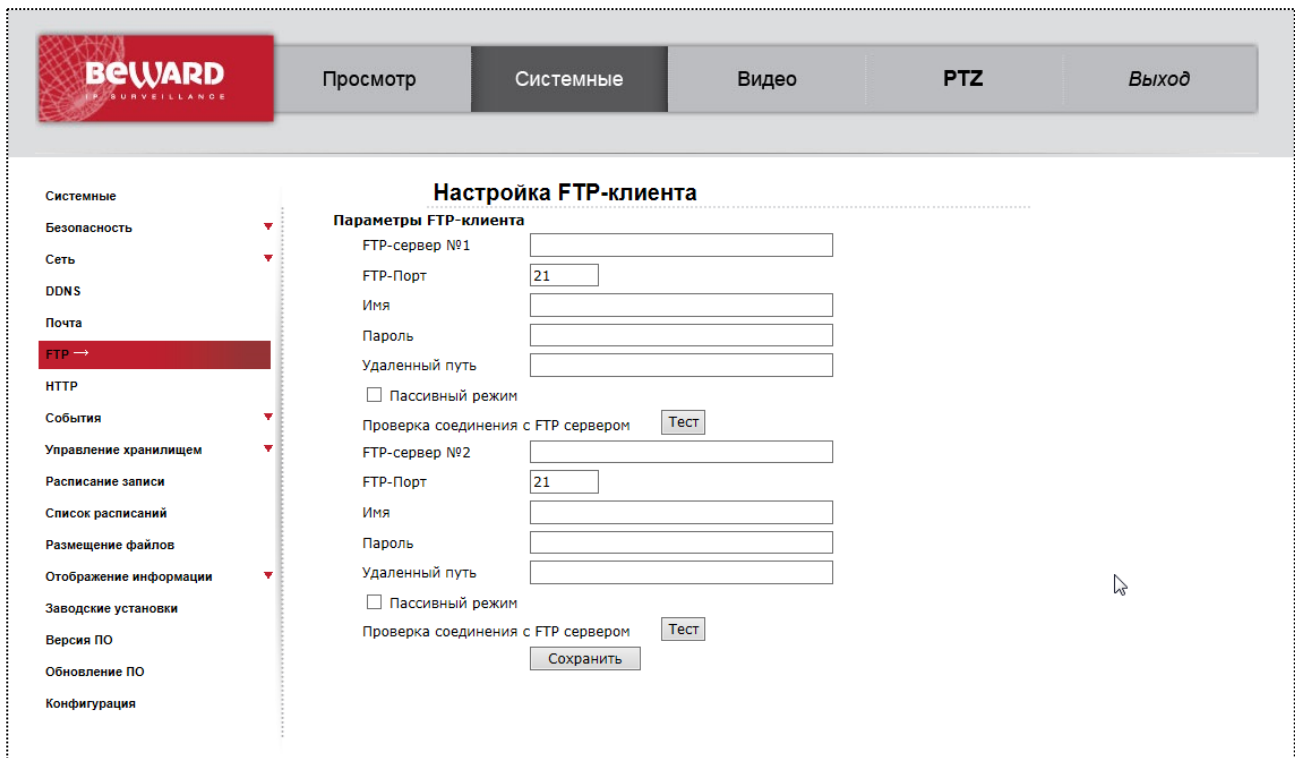 BEWARD
IP SURVEILLANCE
Просмотр
Системные
Видео
PTZ
Выход
Системные
Безопасность
Сеть
DDNS
Почта
FTP →
HTTP
События
Управление хранилищем
Расписание записи
Список расписаний
Размещение файлов
Отображение информации
Заводские установки
Версия ПО
Обновление ПО
Конфигурация
Настройка FTP-клиента
Параметры FTP-клиента
FTP-сервер №1
FTP-Порт 21
Имя
Пароль
Удаленный путь
Пассивный режим
Проверка соединения с FTP сервером Тест
FTP-сервер №2
FTP-Порт 21
Имя
Пароль
Удаленный путь
Пассивный режим
Проверка соединения с FTP сервером Тест
Сохранить